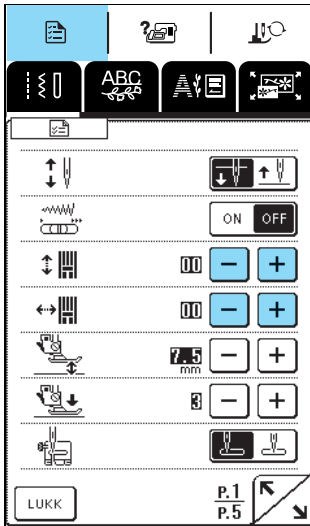 ?
ABC
A
ON OFF
00 - +
00 - +
7.5 mm - +
3 - +
LUKK
P.1
P.5